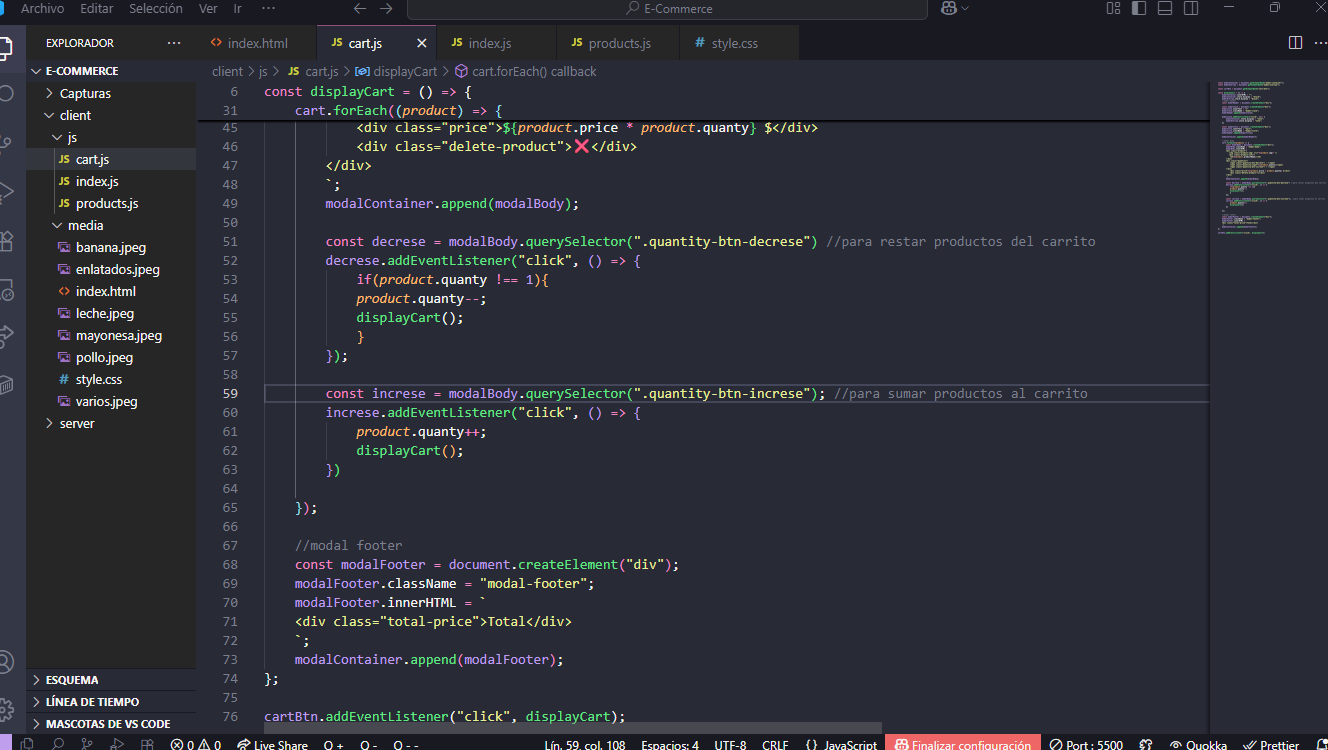 Archivo Editar Selección Ver Ir ··· E-Commerce
EXPLORADOR ···
index.html cart.js index.js products.js style.css
E-COMMERCE
Capturas
client
js
cart.js
index.js
products.js
media
banana.jpeg
enlatados.jpeg
index.html
leche.jpeg
mayonesa.jpeg
pollo.jpeg
style.css
varios.jpeg
server
ESQUEMA
LÍNEA DE TIEMPO
MASCOTAS DE VS CODE
client > js > JS cart.js > displayCart > cart.forEach() callback
6 const displayCart = () => {
31 cart.forEach((product) => {
45 <div class="price">${product.price * product.quanty} $</div>
46 <div class="delete-product">❌</div>
47 </div>
48 `;
49 modalContainer.append(modalBody);
50
51 const decrese = modalBody.querySelector(".quantity-btn-decrese") //para restar productos del carrito
52 decrese.addEventListener("click", () => {
53 if(product.quanty !== 1){
54 product.quanty--;
55 displayCart();
56 }
57 });
58
59 const increse = modalBody.querySelector(".quantity-btn-increse"); //para sumar productos al carrito
60 increse.addEventListener("click", () => {
61 product.quanty++;
62 displayCart();
63 })
64
65 });
66
67 //modal footer
68 const modalFooter = document.createElement("div");
69 modalFooter.className = "modal-footer";
70 modalFooter.innerHTML = `
71 <div class="total-price">Total</div>
72 `;
73 modalContainer.append(modalFooter);
74 };
75
76 cartBtn.addEventListener("click", displayCart);
0 0 Live Share Lín. 59, col. 108 Espacios: 4 UTF-8 CRLF {} JavaScript Finalizar configuración Port : 5500 Quokka Prettier